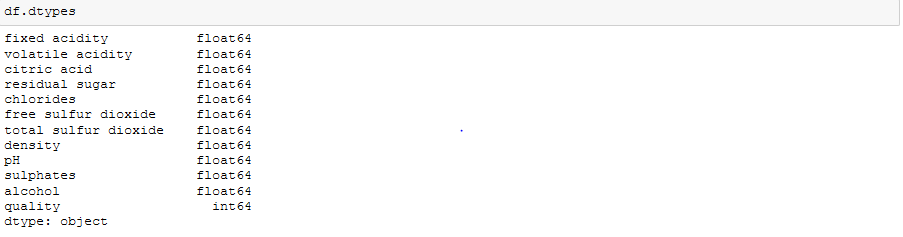 df.dtypes
fixed acidity           float64
volatile acidity        float64
citric acid             float64
residual sugar          float64
chlorides               float64
free sulfur dioxide     float64
total sulfur dioxide    float64
density                 float64
pH                      float64
sulphates               float64
alcohol                 float64
quality                   int64
dtype: object